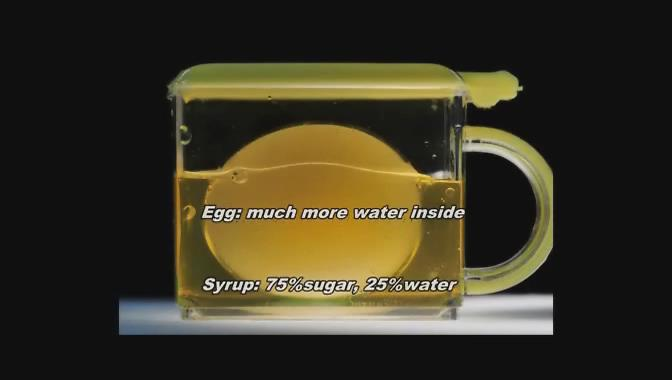 Egg: much more water inside
Syrup: 75%sugar, 25%water